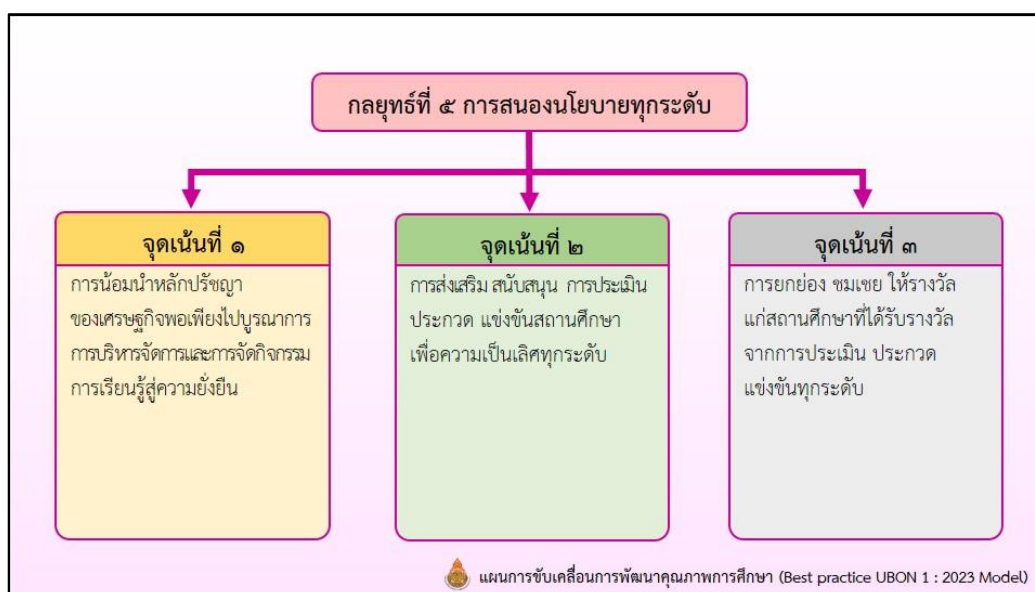 กลยุทธ์ที่ ๕ การสนองนโยบายทุกระดับ
จุดเน้นที่ ๑
การน้อมนำหลักปรัชญา
ของเศรษฐกิจพอเพียงไปบูรณาการ
การบริหารจัดการและการจัดกิจกรรม
การเรียนรู้สู่ความยั่งยืน
จุดเน้นที่ ๒
การส่งเสริม สนับสนุน การประเมิน
ประกวด แข่งขันสถานศึกษา
เพื่อความเป็นเลิศทุกระดับ
จุดเน้นที่ ๓
การยกย่อง ชมเชย ให้รางวัล
แก่สถานศึกษาที่ได้รับรางวัล
จากการประเมิน ประกวด
แข่งขันทุกระดับ
แผนการขับเคลื่อนการพัฒนาคุณภาพการศึกษา (Best practice UBON 1 : 2023 Model)